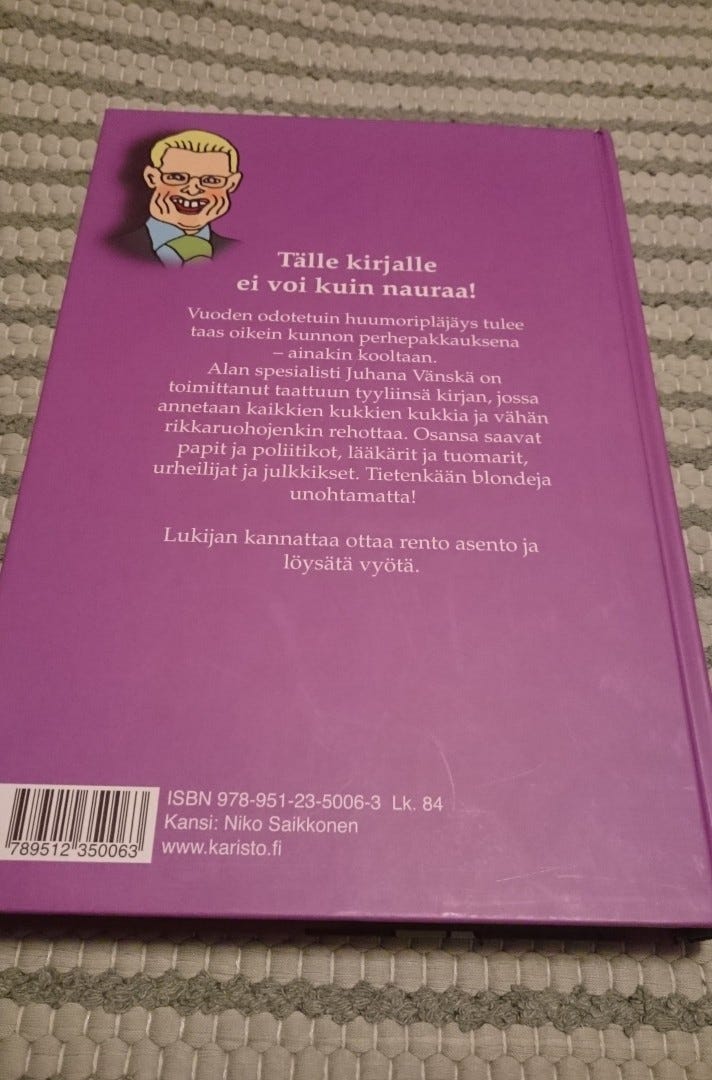 Tälle kirjalle
ei voi kuin nauraa!
Vuoden odotetuin huumoripläjäys tulee
taas oikein kunnon perhepakkauksena
– ainakin kooltaan.
Alan spesialisti Juhana Vänskä on
toimittanut taattuun tyyliinsä kirjan, jossa
annetaan kaikkien kukkien kukkia ja vähän
rikkaruohojenkin rehottaa. Osansa saavat
papit ja poliitikot, lääkärit ja tuomarit,
urheilijat ja julkkikset. Tietenkään blondeja
unohtamatta!
Lukijan kannattaa ottaa rento asento ja
löysätä vyötä.
ISBN 978-951-23-5006-3 Lk. 84
Kansi: Niko Saikkonen
www.karisto.fi
789512 350063